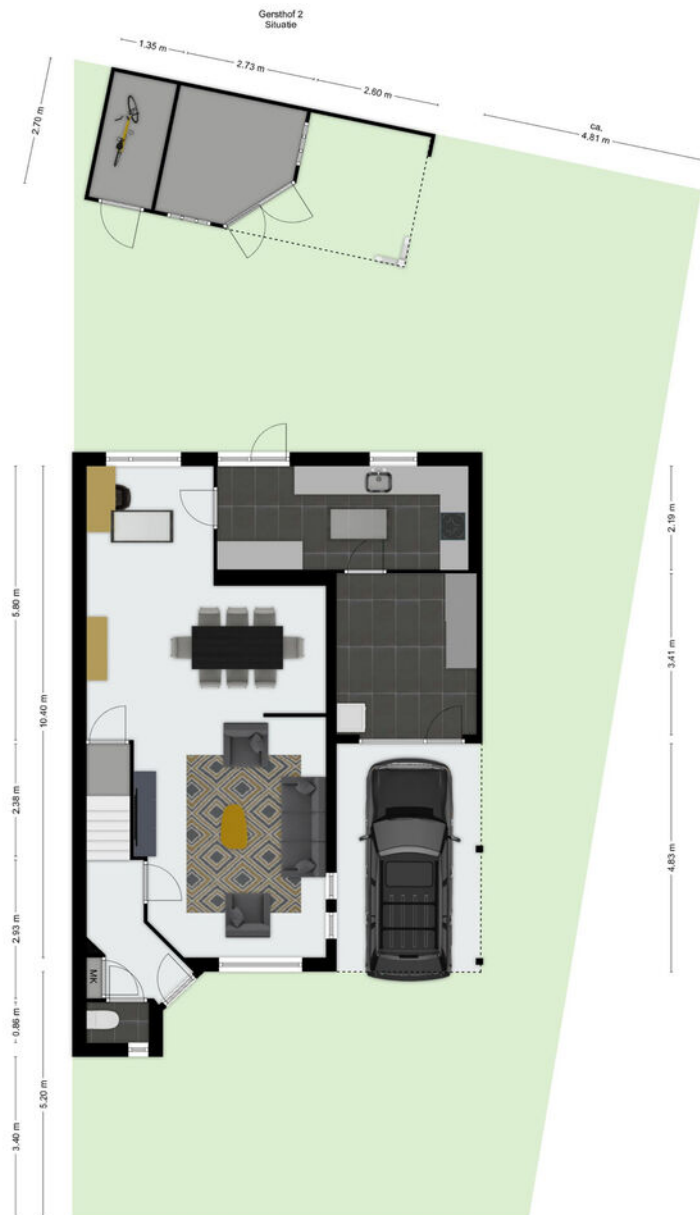 Gersthof 2
Situatie
1.35 m
2.73 m
2.60 m
ca.
4.81 m
2.70 m
5.80 m
10.40 m
2.38 m
2.93 m
0.86 m
5.20 m
3.40 m
2.19 m
3.41 m
4.83 m
MK